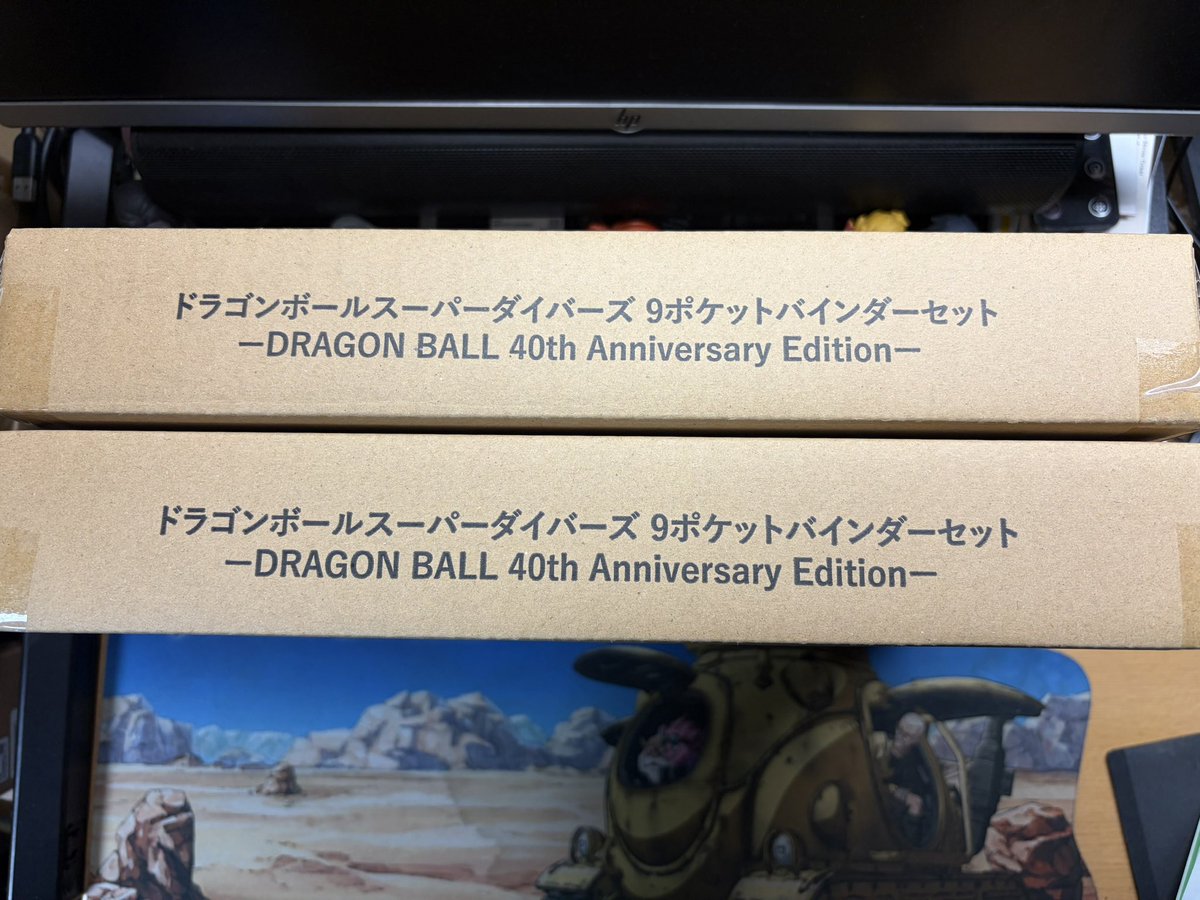 hp
ドラゴンボールスーパーダイバーズ 9ポケットバインダーセット
ーDRAGON BALL 40th Anniversary Editionー
ドラゴンボールスーパーダイバーズ 9ポケットバインダーセット
ーDRAGON BALL 40th Anniversary Editionー